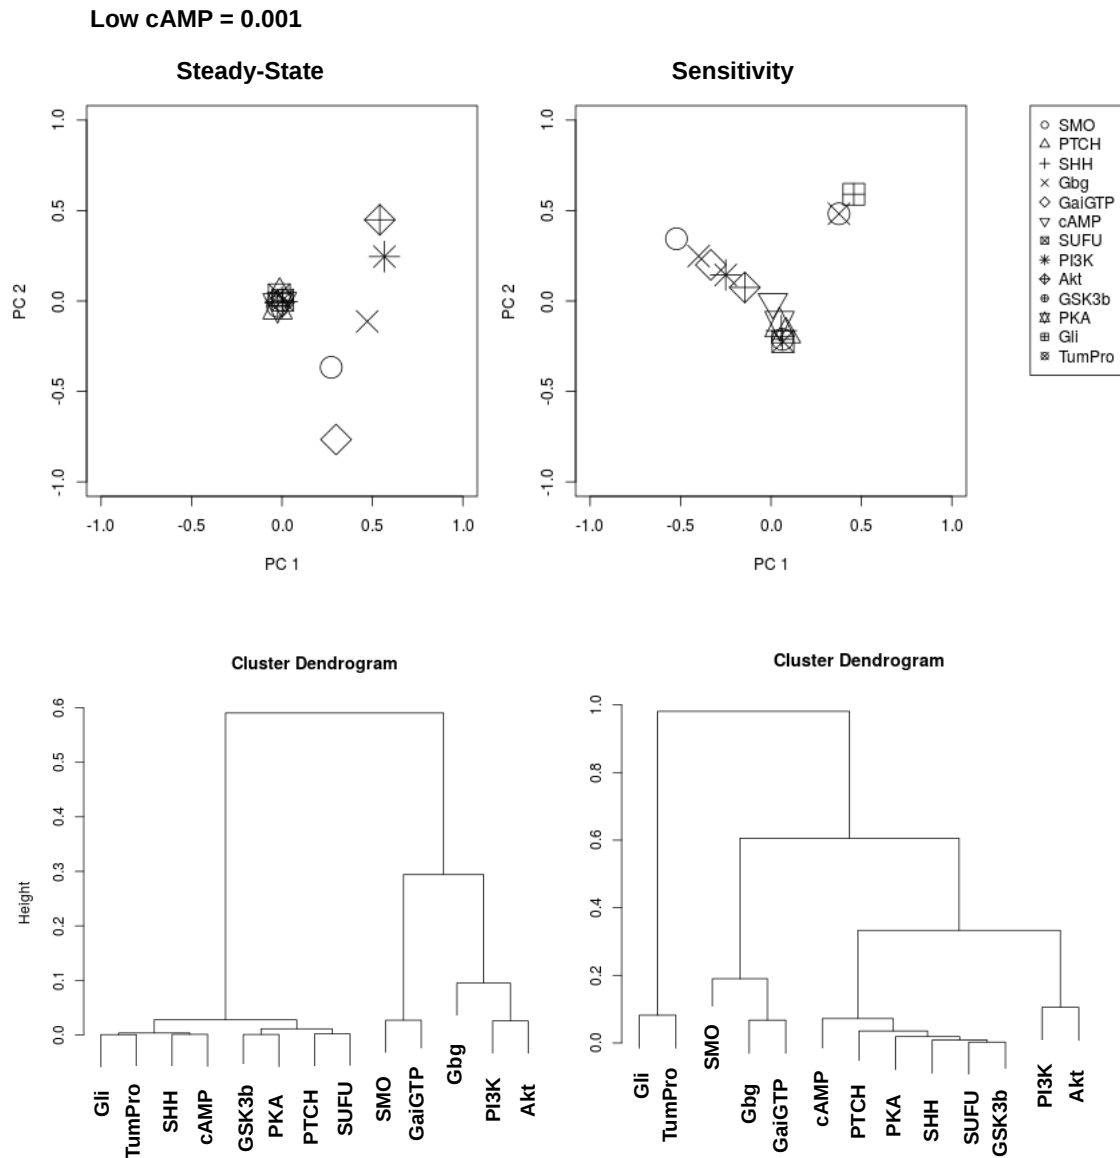 Low cAMP = 0.001
Steady-State
Sensitivity
1.0
0.5
0.0
-0.5
-1.0
PC 2
-1.0
-0.5
0.0
0.5
1.0
PC 1
1.0
0.5
0.0
-0.5
-1.0
PC 2
-1.0
-0.5
0.0
0.5
1.0
PC 1
SMO
PTCH
SHH
Gbg
GaiGTP
cAMP
SUFU
PI3K
Akt
GSK3b
PKA
Gli
TumPro
Cluster Dendrogram
0.6
0.5
0.4
0.3
0.2
0.1
0.0
Height
Gli
TumPro
SHH
cAMP
GSK3b
PKA
PTCH
SUFU
SMO
GaiGTP
Gbg
PI3K
Akt
Cluster Dendrogram
1.0
0.8
0.6
0.4
0.2
0.0
Gli
TumPro
SMO
Gbg
GaiGTP
cAMP
PTCH
PKA
SHH
SUFU
GSK3b
PI3K
Akt